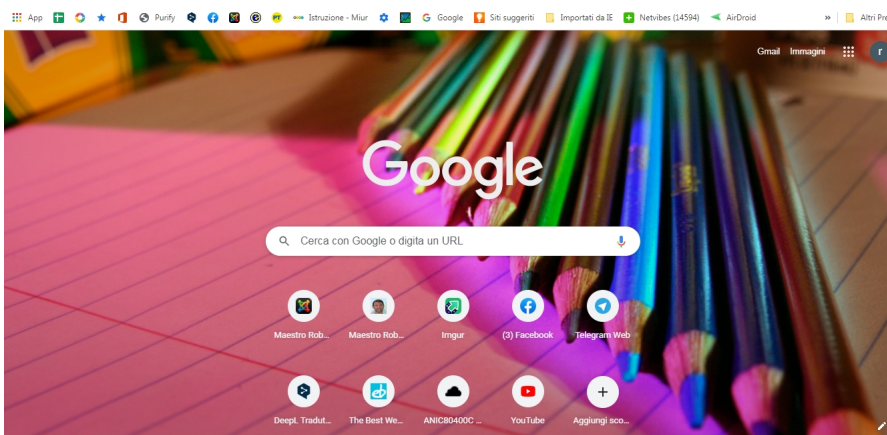 App Purify PT Istruzione - Miur Google Siti suggeriti Importati da IE Netvibes (14594) AirDroid » Altri Pre
Gmail Immagini r
Google
Cerca con Google o digita un URL
Maestro Rob... Maestro Rob... Imgur (3) Facebook Telegram Web
DeepL Tradut... The Best We... ANIC80400C ... YouTube Aggiungi sco...